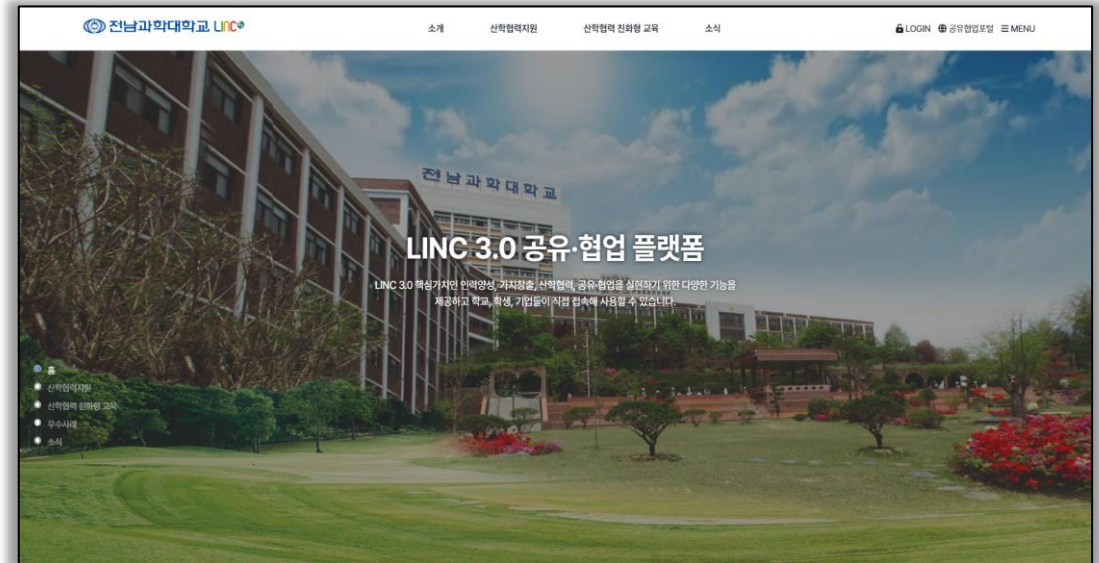 전남과학대학교 LINC
소개 산학협력지원 산학협력 친화형 교육 소식 LOGIN 공유협업포털 MENU
전남과학대학교
LINC 3.0 공유·협업 플랫폼
LINC 3.0 핵심가치인 인력양성, 가치창출, 산학협력, 공유·협업을 실현하기 위한 다양한 기능을
제공하고 학교, 학생, 기업들이 직접 접속해 사용할 수 있습니다.
홈
산학협력지원
산학협력 친화형 교육
우수사례
소식